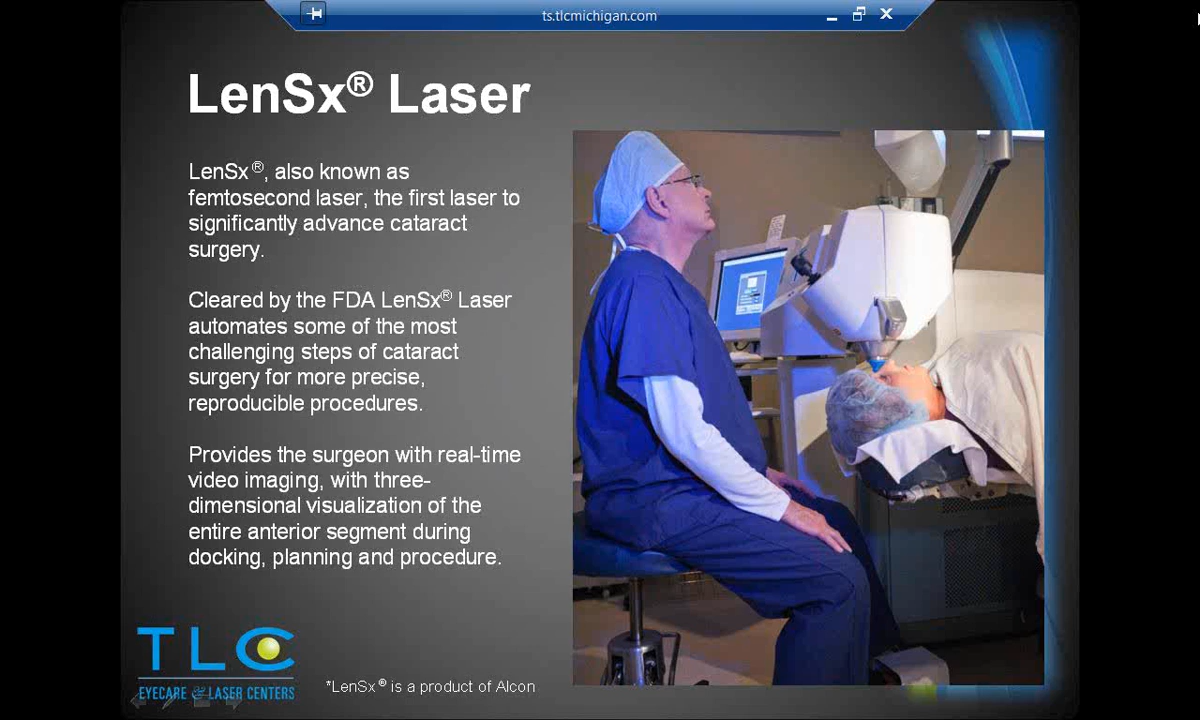 ts.tlcmichigan.com
LenSx® Laser
LenSx ®, also known as
femtosecond laser, the first laser to
significantly advance cataract
surgery.
Cleared by the FDA LenSx® Laser
automates some of the most
challenging steps of cataract
surgery for more precise,
reproducible procedures.
Provides the surgeon with real-time
video imaging, with three-
dimensional visualization of the
entire anterior segment during
docking, planning and procedure.
TLC
EYECARE & LASER CENTERS
*LenSx ® is a product of Alcon